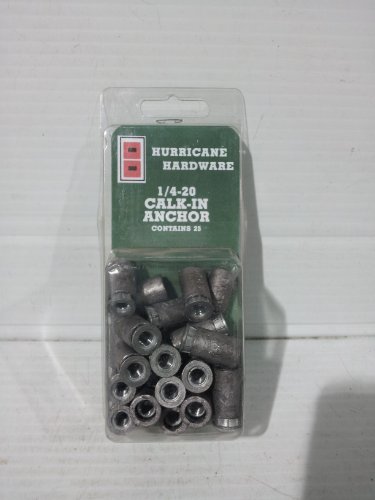 HURRICANE
HARDWARE
1/4-20
CALK-IN
ANCHOR
CONTAINS 25